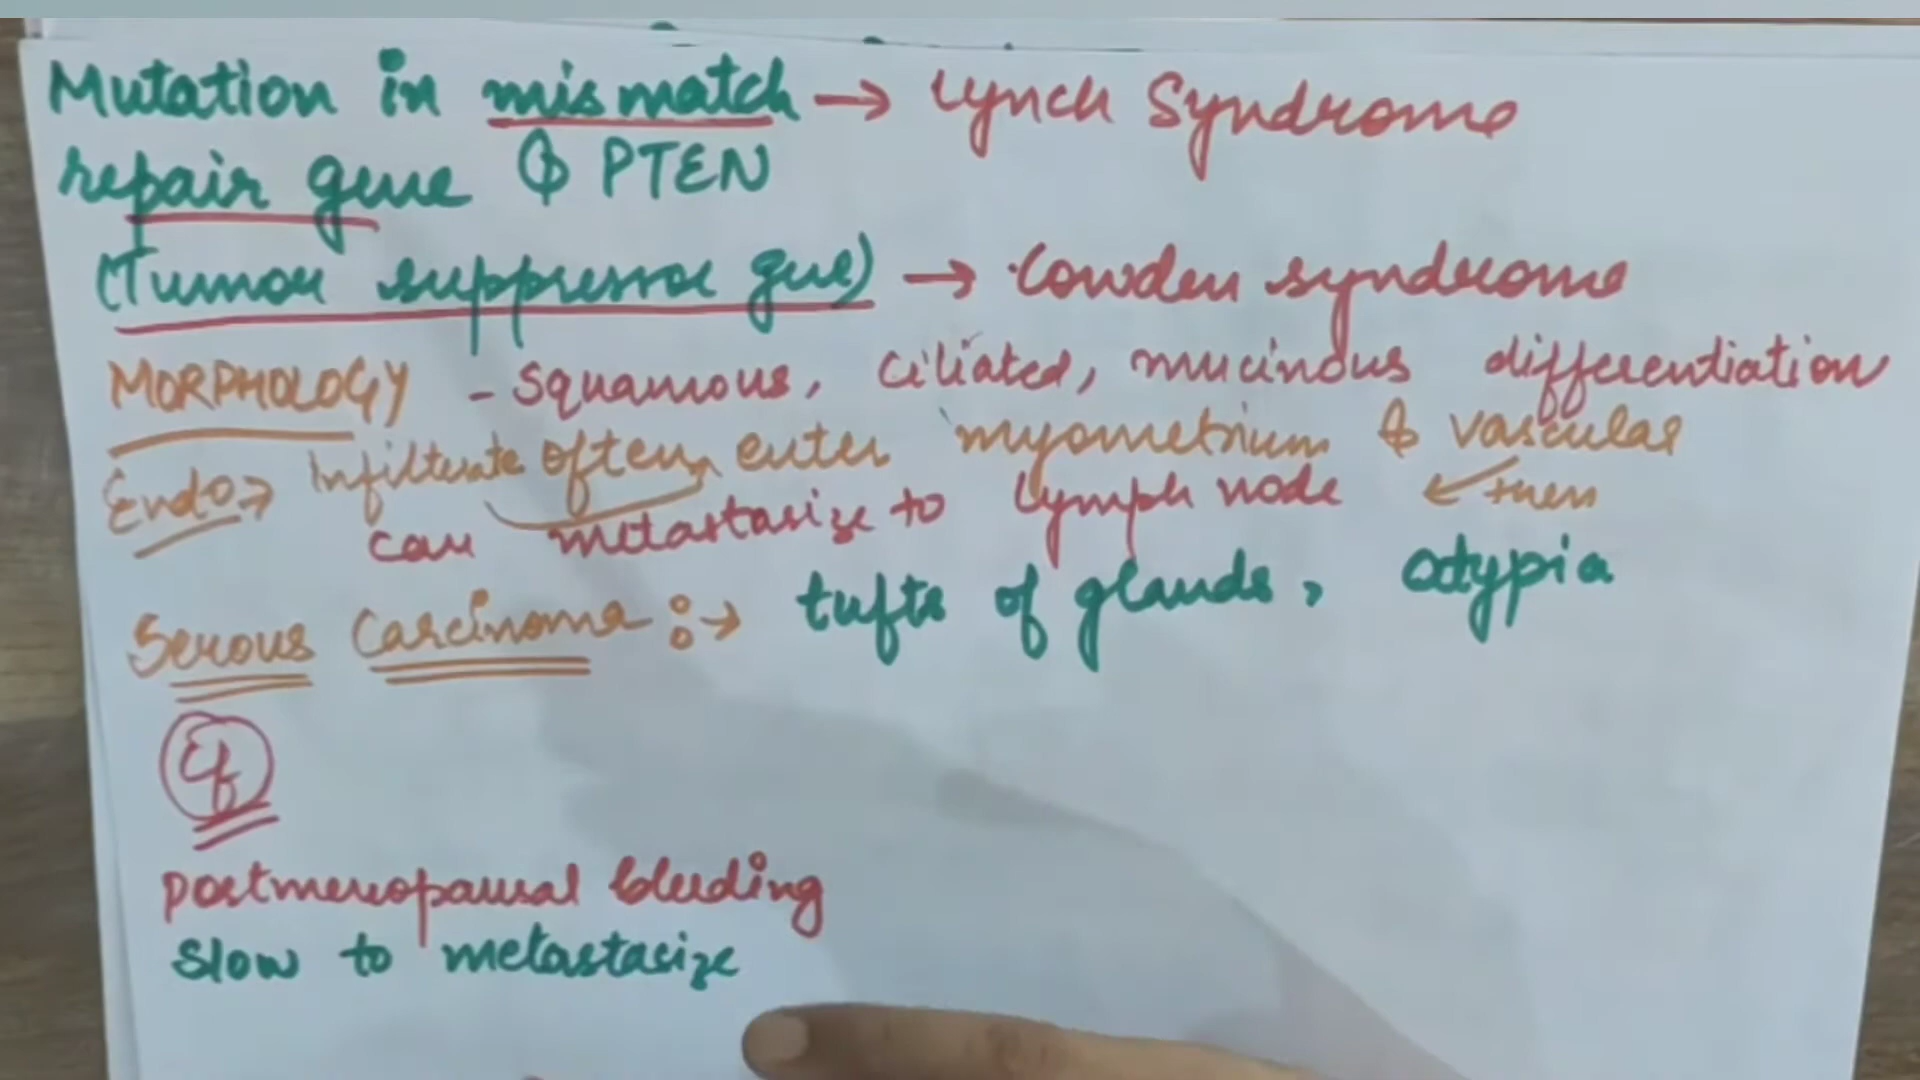 Mutation in mismatch → Lynch Syndrome
repair gene & PTEN
(Tumor suppressor gene) → Cowden syndrome
MORPHOLOGY - Squamous, ciliated, mucinous differentiation
Endo → Infiltrate often enter myometrium & vascular
can metastasize to lymph node ← then
Serous Carcinoma :→ tufts of glands, atypia
C/f
postmenopausal bleeding
slow to metastasize